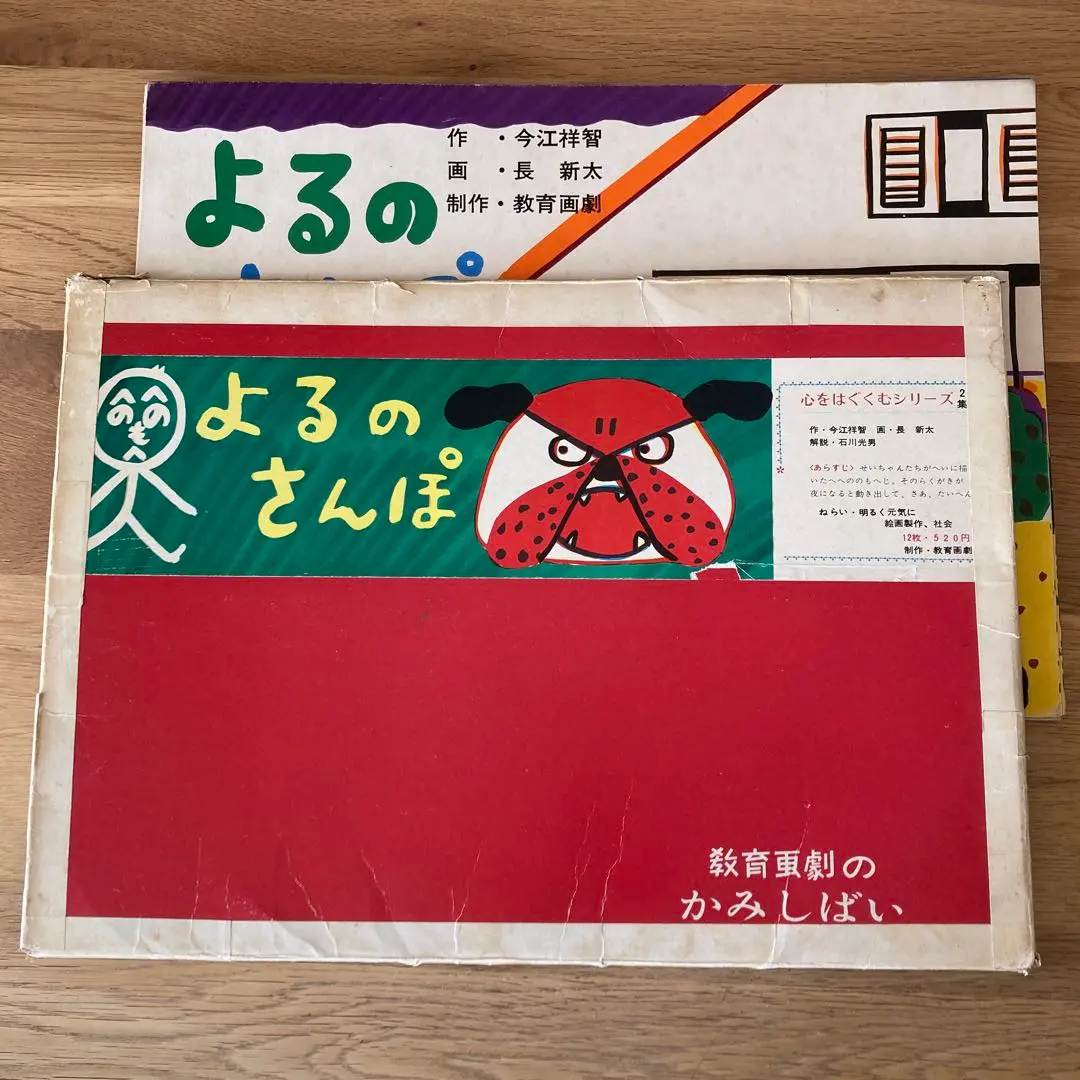 よるの
作・今江祥智
画・長 新太
制作・教育画劇
よるの
さんぽ
へへ
のの
も
へ
心をはぐくむシリーズ 2集
作・今江祥智 画・長 新太
解説・石川光男
〈あらすじ〉せいちゃんたちがへいに描
いたへへののもへじ。そのらくがきが
夜になると動き出して、さあ、たいへん
ねらい・明るく元気に
絵画製作、社会
12枚・520円
制作・教育画劇
教育画劇の
かみしばい